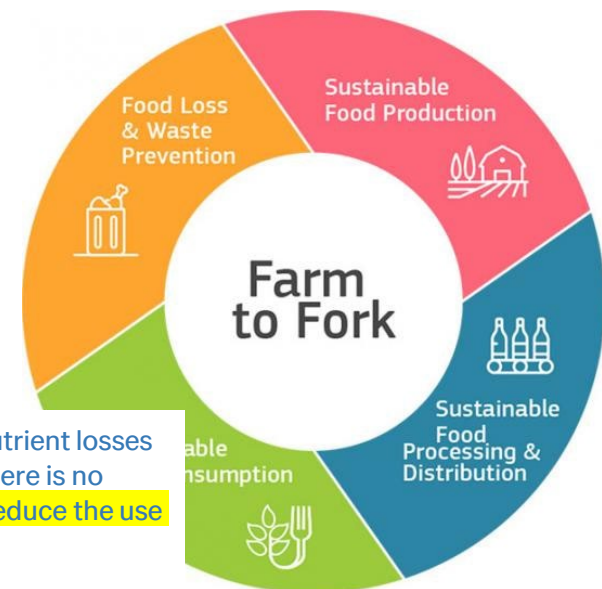 Food Loss
& Waste
Prevention
Sustainable
Food Production
Farm
to Fork
Sustainable
Food
Processing &
Distribution
utrient losses
ere is no
educe the use
able
nsumption